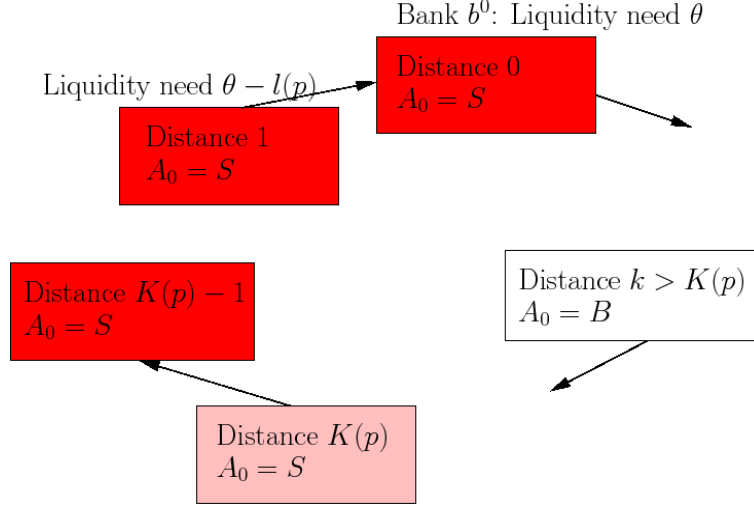 Bank $b^0$: Liquidity need $\theta$
Distance 0
$A_0 = S$
Liquidity need $\theta - l(p)$
Distance 1
$A_0 = S$
Distance $K(p) - 1$
$A_0 = S$
Distance $k > K(p)$
$A_0 = B$
Distance $K(p)$
$A_0 = S$